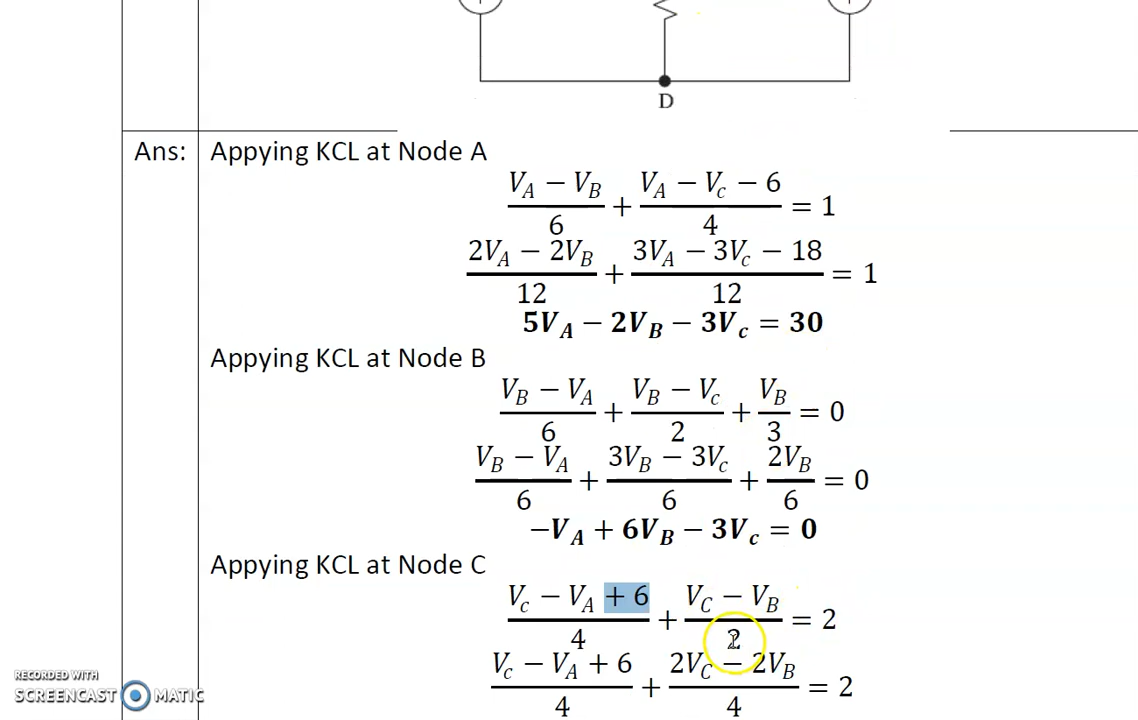 D
Ans: Appying KCL at Node A
(V_A − V_B)/6 + (V_A − V_c − 6)/4 = 1
(2V_A − 2V_B)/12 + (3V_A − 3V_c − 18)/12 = 1
5V_A − 2V_B − 3V_c = 30
Appying KCL at Node B
(V_B − V_A)/6 + (V_B − V_c)/2 + V_B/3 = 0
(V_B − V_A)/6 + (3V_B − 3V_c)/6 + 2V_B/6 = 0
−V_A + 6V_B − 3V_c = 0
Appying KCL at Node C
(V_c − V_A + 6)/4 + (V_C − V_B)/2 = 2
(V_c − V_A + 6)/4 + (2V_C − 2V_B)/4 = 2
RECORDED WITH
SCREENCAST MATIC